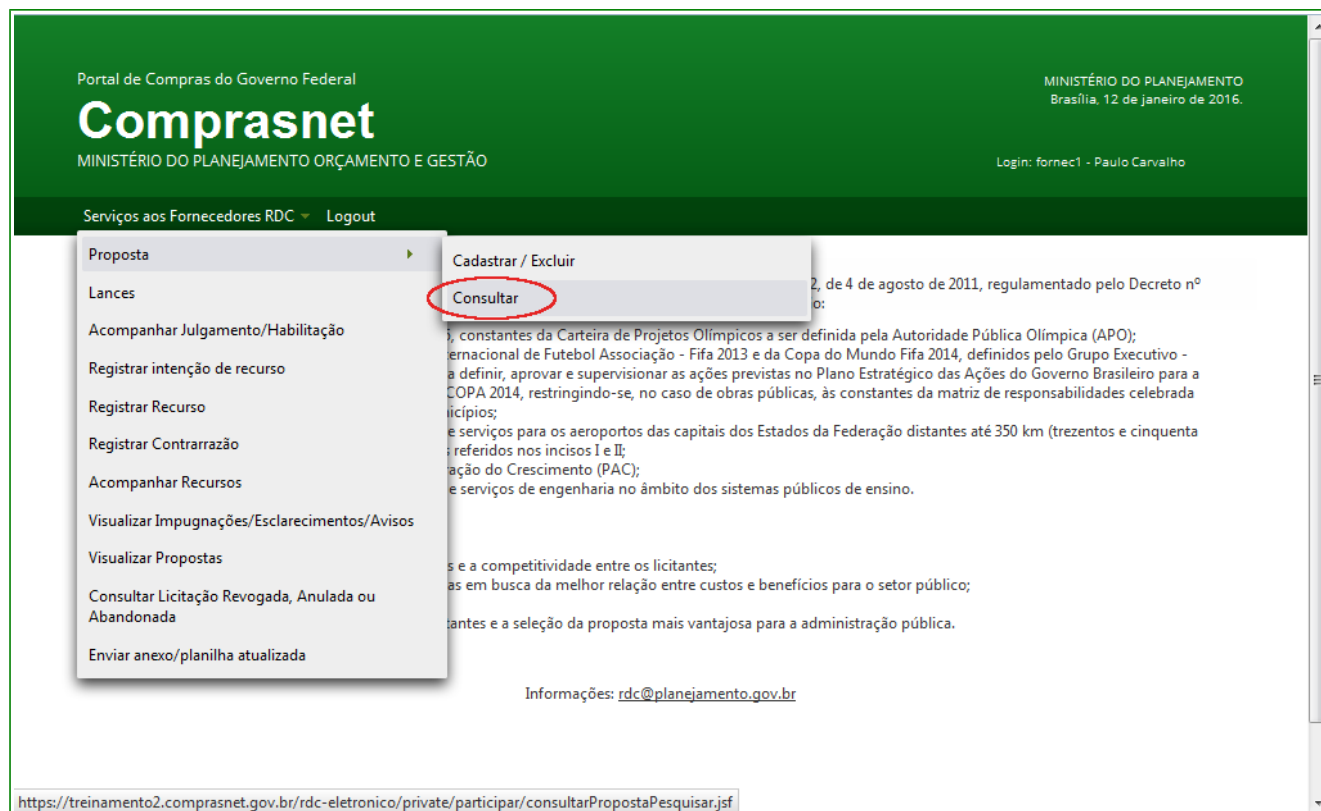 Portal de Compras do Governo Federal
Comprasnet
MINISTÉRIO DO PLANEJAMENTO ORÇAMENTO E GESTÃO
MINISTÉRIO DO PLANEJAMENTO
Brasília, 12 de janeiro de 2016.
Login: fornec1 - Paulo Carvalho
Serviços aos Fornecedores RDC
Logout
Proposta
Lances
Acompanhar Julgamento/Habilitação
Registrar intenção de recurso
Registrar Recurso
Registrar Contrarrazão
Acompanhar Recursos
Visualizar Impugnações/Esclarecimentos/Avisos
Visualizar Propostas
Consultar Licitação Revogada, Anulada ou
Abandonada
Enviar anexo/planilha atualizada
Cadastrar / Excluir
Consultar
2, de 4 de agosto de 2011, regulamentado pelo Decreto nº
o:
, constantes da Carteira de Projetos Olímpicos a ser definida pela Autoridade Pública Olímpica (APO);
ternacional de Futebol Associação - Fifa 2013 e da Copa do Mundo Fifa 2014, definidos pelo Grupo Executivo -
a definir, aprovar e supervisionar as ações previstas no Plano Estratégico das Ações do Governo Brasileiro para a
COPA 2014, restringindo-se, no caso de obras públicas, às constantes da matriz de responsabilidades celebrada
icípios;
e serviços para os aeroportos das capitais dos Estados da Federação distantes até 350 km (trezentos e cinquenta
s referidos nos incisos I e II;
ração do Crescimento (PAC);
e serviços de engenharia no âmbito dos sistemas públicos de ensino.
s e a competitividade entre os licitantes;
as em busca da melhor relação entre custos e benefícios para o setor público;
tantes e a seleção da proposta mais vantajosa para a administração pública.
Informações: rdc@planejamento.gov.br
https://treinamento2.comprasnet.gov.br/rdc-eletronico/private/participar/consultarPropostaPesquisar.jsf